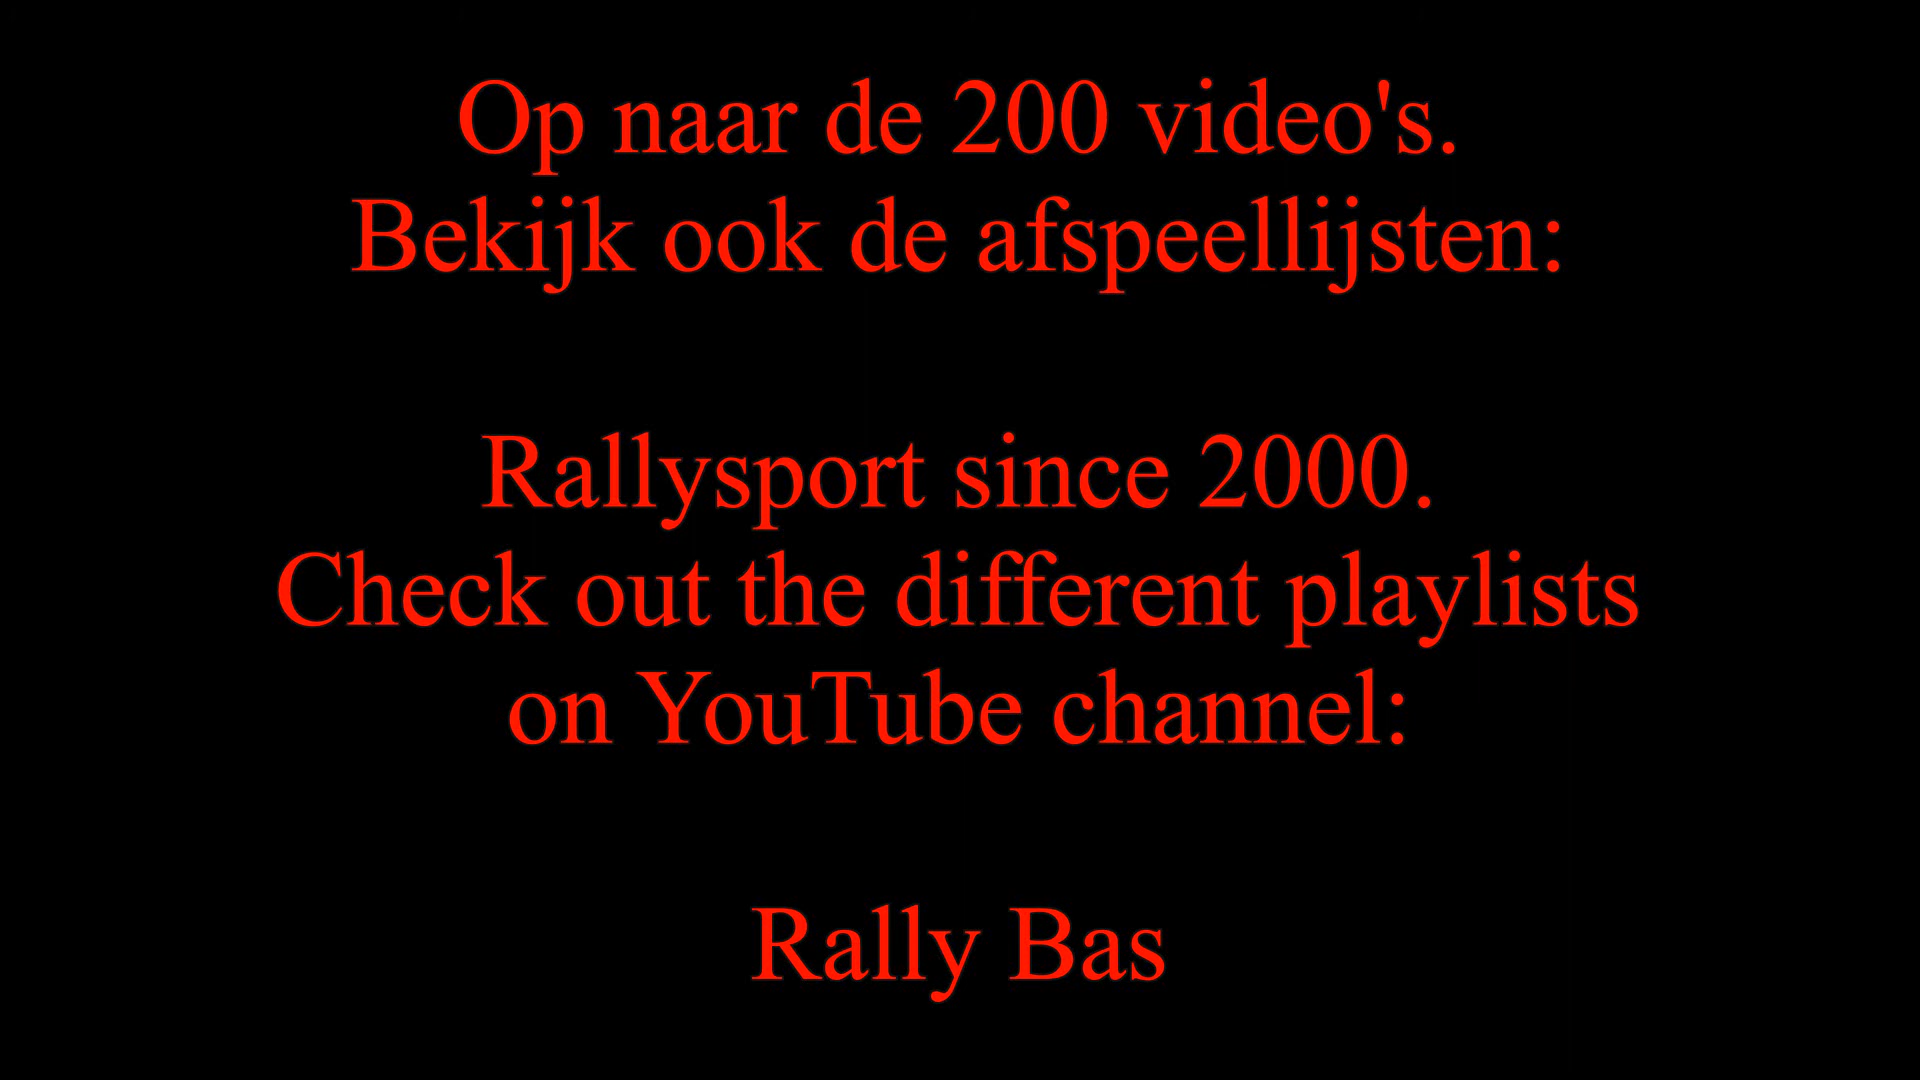 Op naar de 200 video's.
Bekijk ook de afspeellijsten:
Rallysport since 2000.
Check out the different playlists
on YouTube channel:
Rally Bas